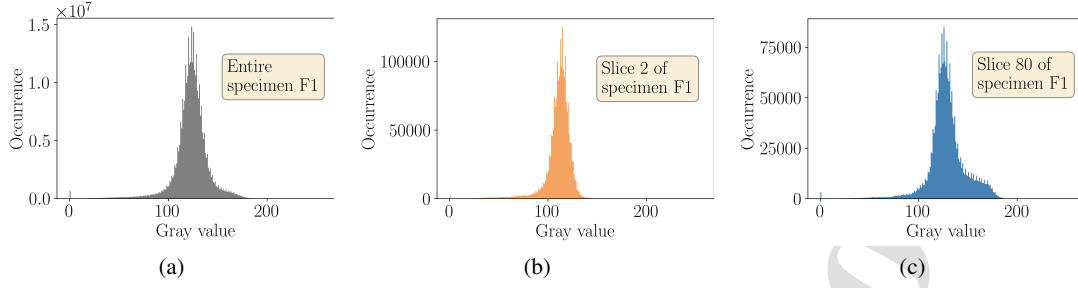 ×10⁷
1.5
1.0
0.5
0.0
Occurrence
0 100 200
Gray value
Entire
specimen F1
(a)
100000
50000
0
Occurrence
0 100 200
Gray value
Slice 2 of
specimen F1
(b)
75000
50000
25000
0
Occurrence
0 100 200
Gray value
Slice 80 of
specimen F1
(c)